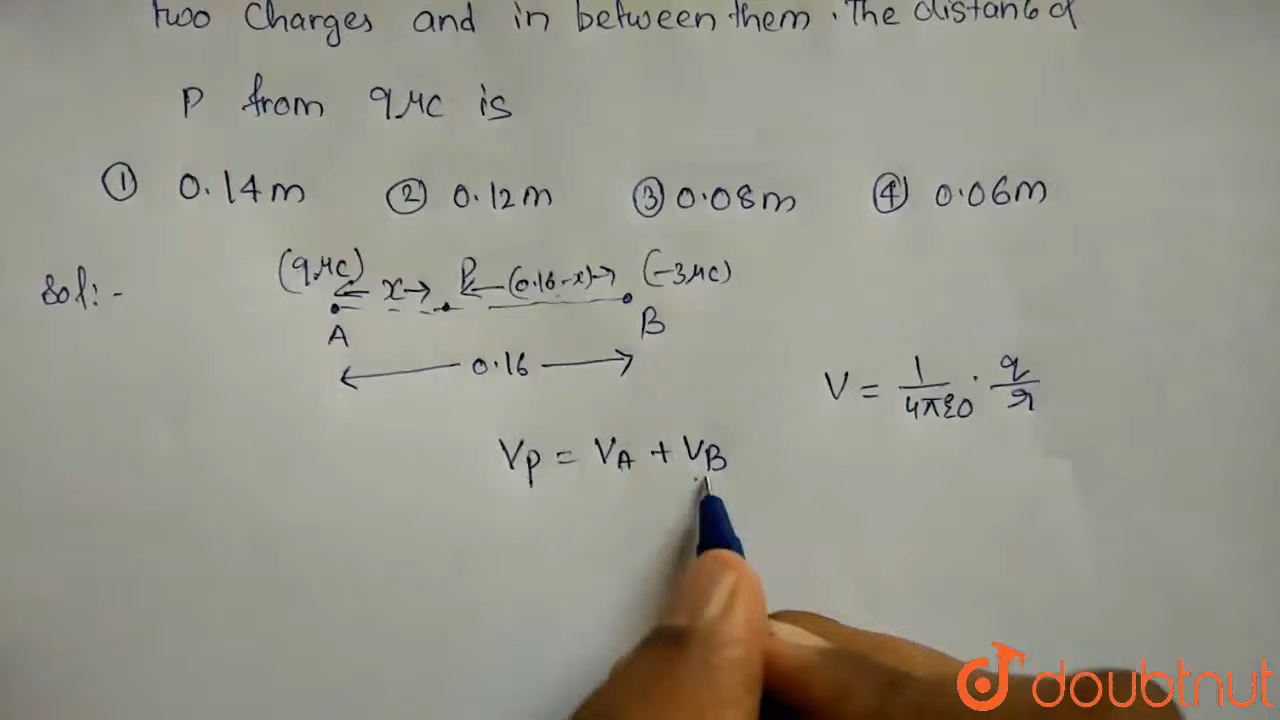 two charges and in between them. The distance of
P from 9μC is
① 0.14m ② 0.12m ③ 0.08m ④ 0.06m
Sol:- (9μC) ← x → P ← (0.16-x) → (-3μC)
A B
← 0.16 →
V = 1/4πε0 . q/r
VP = VA + VB
doubtnut